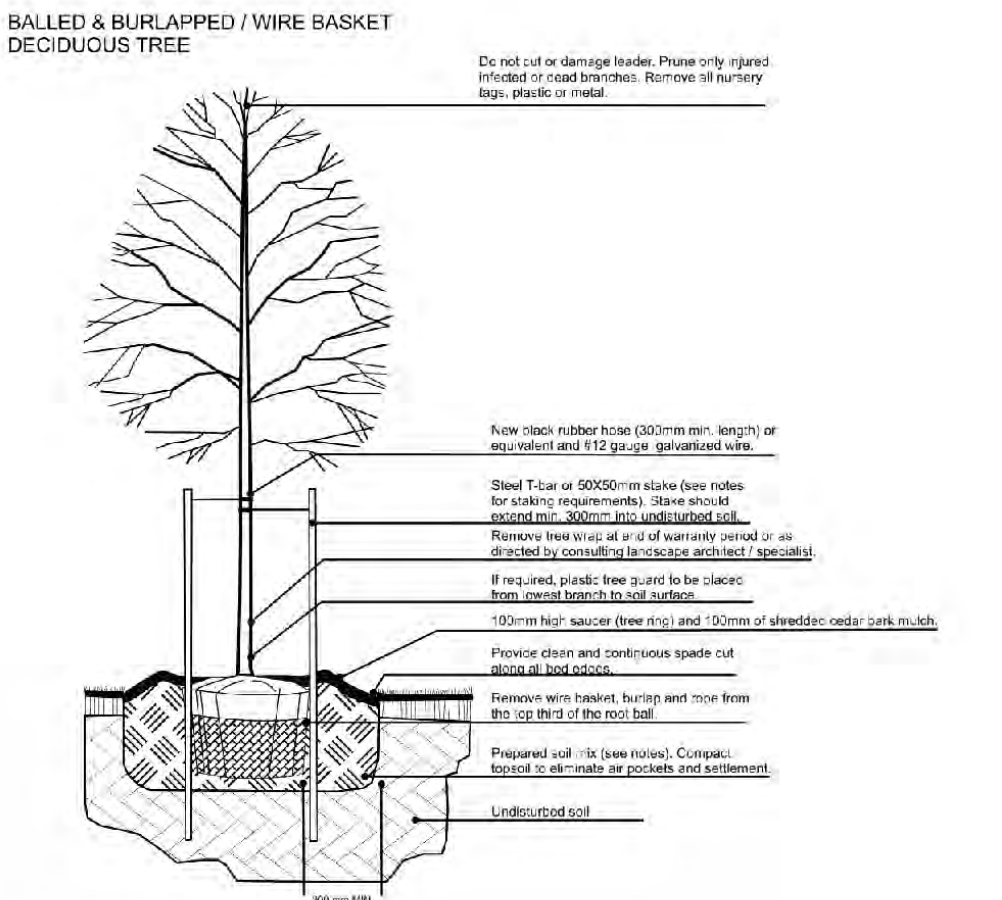 BALLED & BURLAPPED / WIRE BASKET
DECIDUOUS TREE
Do not cut or damage leader. Prune only injured
infected or dead branches. Remove all nursery
tags, plastic or metal.
New black rubber hose (300mm min. length) or
equivalent and #12 gauge galvanized wire.
Steel T-bar or 50X50mm stake (see notes
for staking requirements). Stake should
extend min. 300mm into undisturbed soil.
Remove tree wrap at end of warranty period or as
directed by consulting landscape architect / specialist.
If required, plastic tree guard to be placed
from lowest branch to soil surface.
100mm high saucer (tree ring) and 100mm of shredded cedar bark mulch.
Provide clean and continuous spade cut
along all bed edges.
Remove wire basket, burlap and rope from
the top third of the root ball.
Prepared soil mix (see notes). Compact
topsoil to eliminate air pockets and settlement.
Undisturbed soil
mm MIN